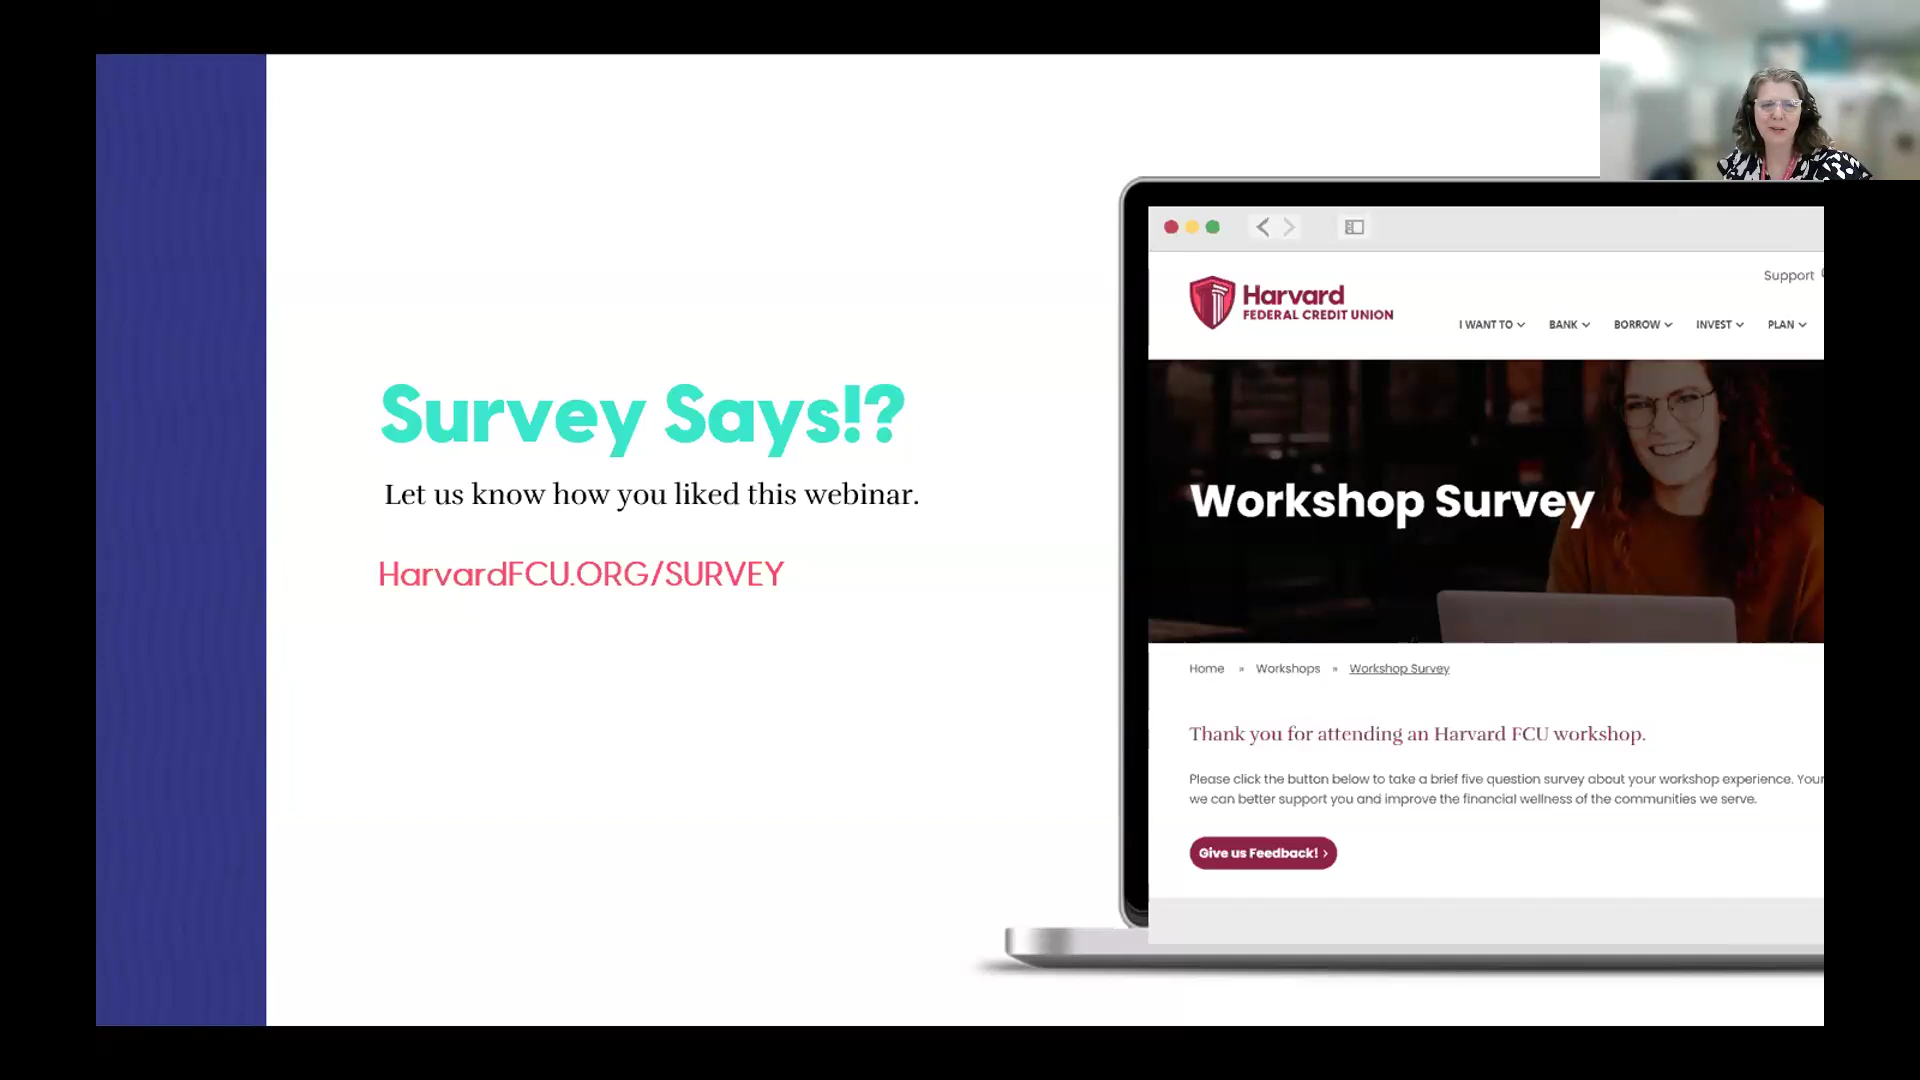 Survey Says!?
Let us know how you liked this webinar.
HarvardFCU.ORG/SURVEY
Support
Harvard
FEDERAL CREDIT UNION
I WANT TO
BANK
BORROW
INVEST
PLAN
Workshop Survey
Home » Workshops » Workshop Survey
Thank you for attending an Harvard FCU workshop.
Please click the button below to take a brief five question survey about your workshop experience. Your
we can better support you and improve the financial wellness of the communities we serve.
Give us Feedback! ›